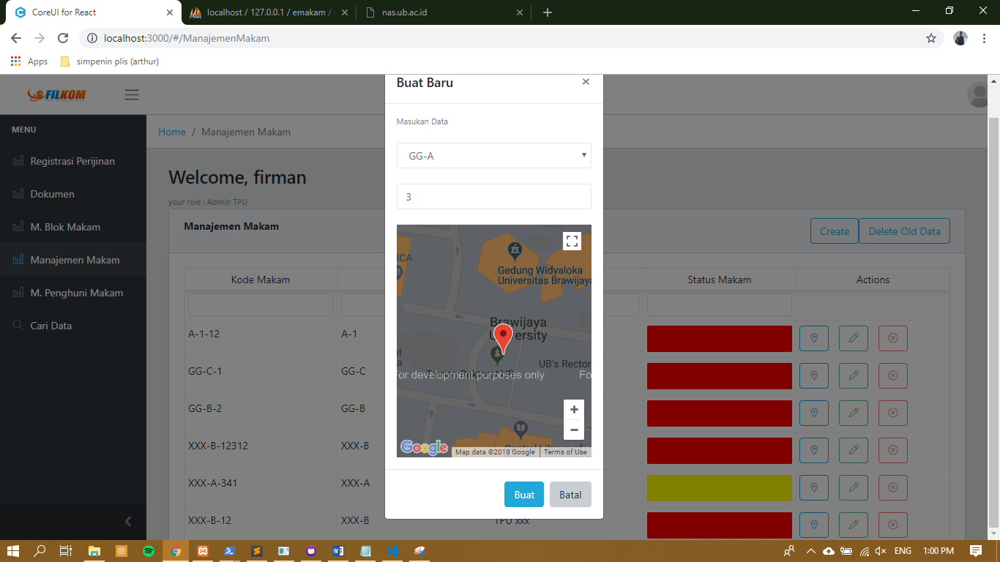 CoreUI for React
localhost / 127.0.0.1 / emakam /
nas.ub.ac.id
localhost:3000/#/ManajemenMakam
Apps
simpenin plis (arthur)
FILKOM
MENU
Registrasi Perijinan
Dokumen
M. Blok Makam
Manajemen Makam
M. Penghuni Makam
Cari Data
Home / Manajemen Makam
Welcome, firman
your role : Admin TPU
Manajemen Makam
Create
Delete Old Data
Kode Makam
Status Makam
Actions
A-1-12
A-1
GG-C-1
GG-C
GG-B-2
GG-B
XXX-B-12312
XXX-B
XXX-A-341
XXX-A
XXX-B-12
XXX-B
TPU xxx
Buat Baru
×
Masukan Data
GG-A
3
BCA
Gedung Widyaloka
Universitas Brawijaya
Brawijaya
University
UB's Rector
For development purposes only
Fo
+
−
Google
Map data ©2018 Google
Terms of Use
Buat
Batal
ENG
1:00 PM